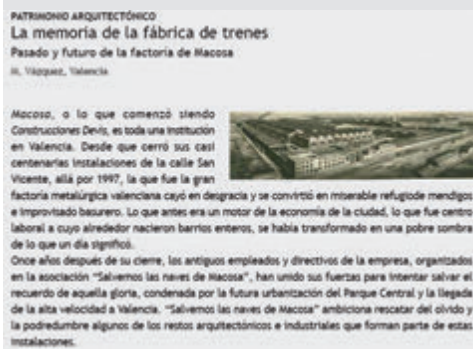 PATRIMONIO ARQUITECTÓNICO
La memoria de la fábrica de trenes
Pasado y futuro de la factoría de Macosa
M. Vázquez, Valencia
Macosa, o lo que comenzó siendo
Construcciones Devis, es toda una institución
en Valencia. Desde que cerró sus casi
centenarias instalaciones de la calle San
Vicente, allá por 1997, la que fue la gran
factoría metalúrgica valenciana cayó en desgracia y se convirtió en miserable refugiode mendigos
e improvisado basurero. Lo que antes era un motor de la economía de la ciudad, lo que fue centro
laboral a cuyo alrededor nacieron barrios enteros, se había transformado en una pobre sombra
de lo que un día significó.
Once años después de su cierre, los antiguos empleados y directivos de la empresa, organizados
en la asociación "Salvemos las naves de Macosa", han unido sus fuerzas para intentar salvar el
recuerdo de aquella gloria, condenada por la futura urbanización del Parque Central y la llegada
de la alta velocidad a Valencia. "Salvemos las naves de Macosa" ambiciona rescatar del olvido y
la podredumbre algunos de los restos arquitectónicos e industriales que forman parte de estas
instalaciones.